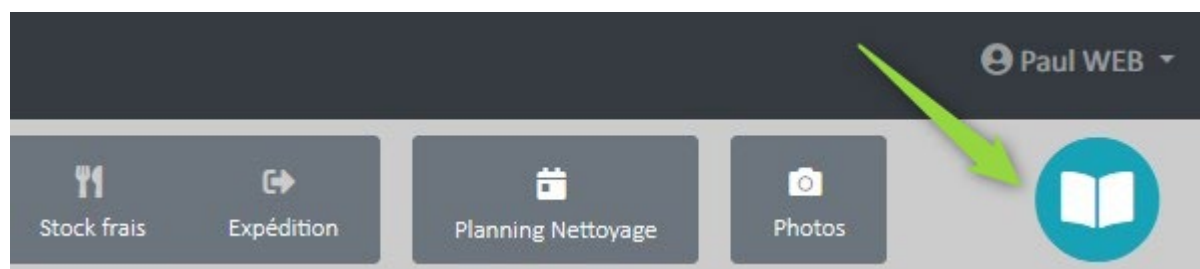 Paul WEB
Stock frais
Expédition
Planning Nettoyage
Photos